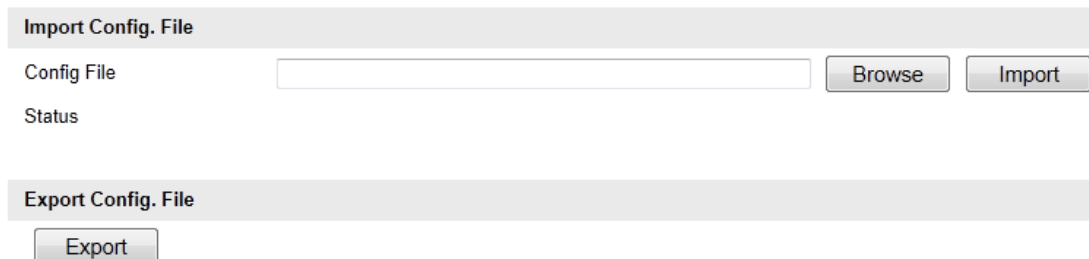 Import Config. File
Config File Browse Import
Status
Export Config. File
Export